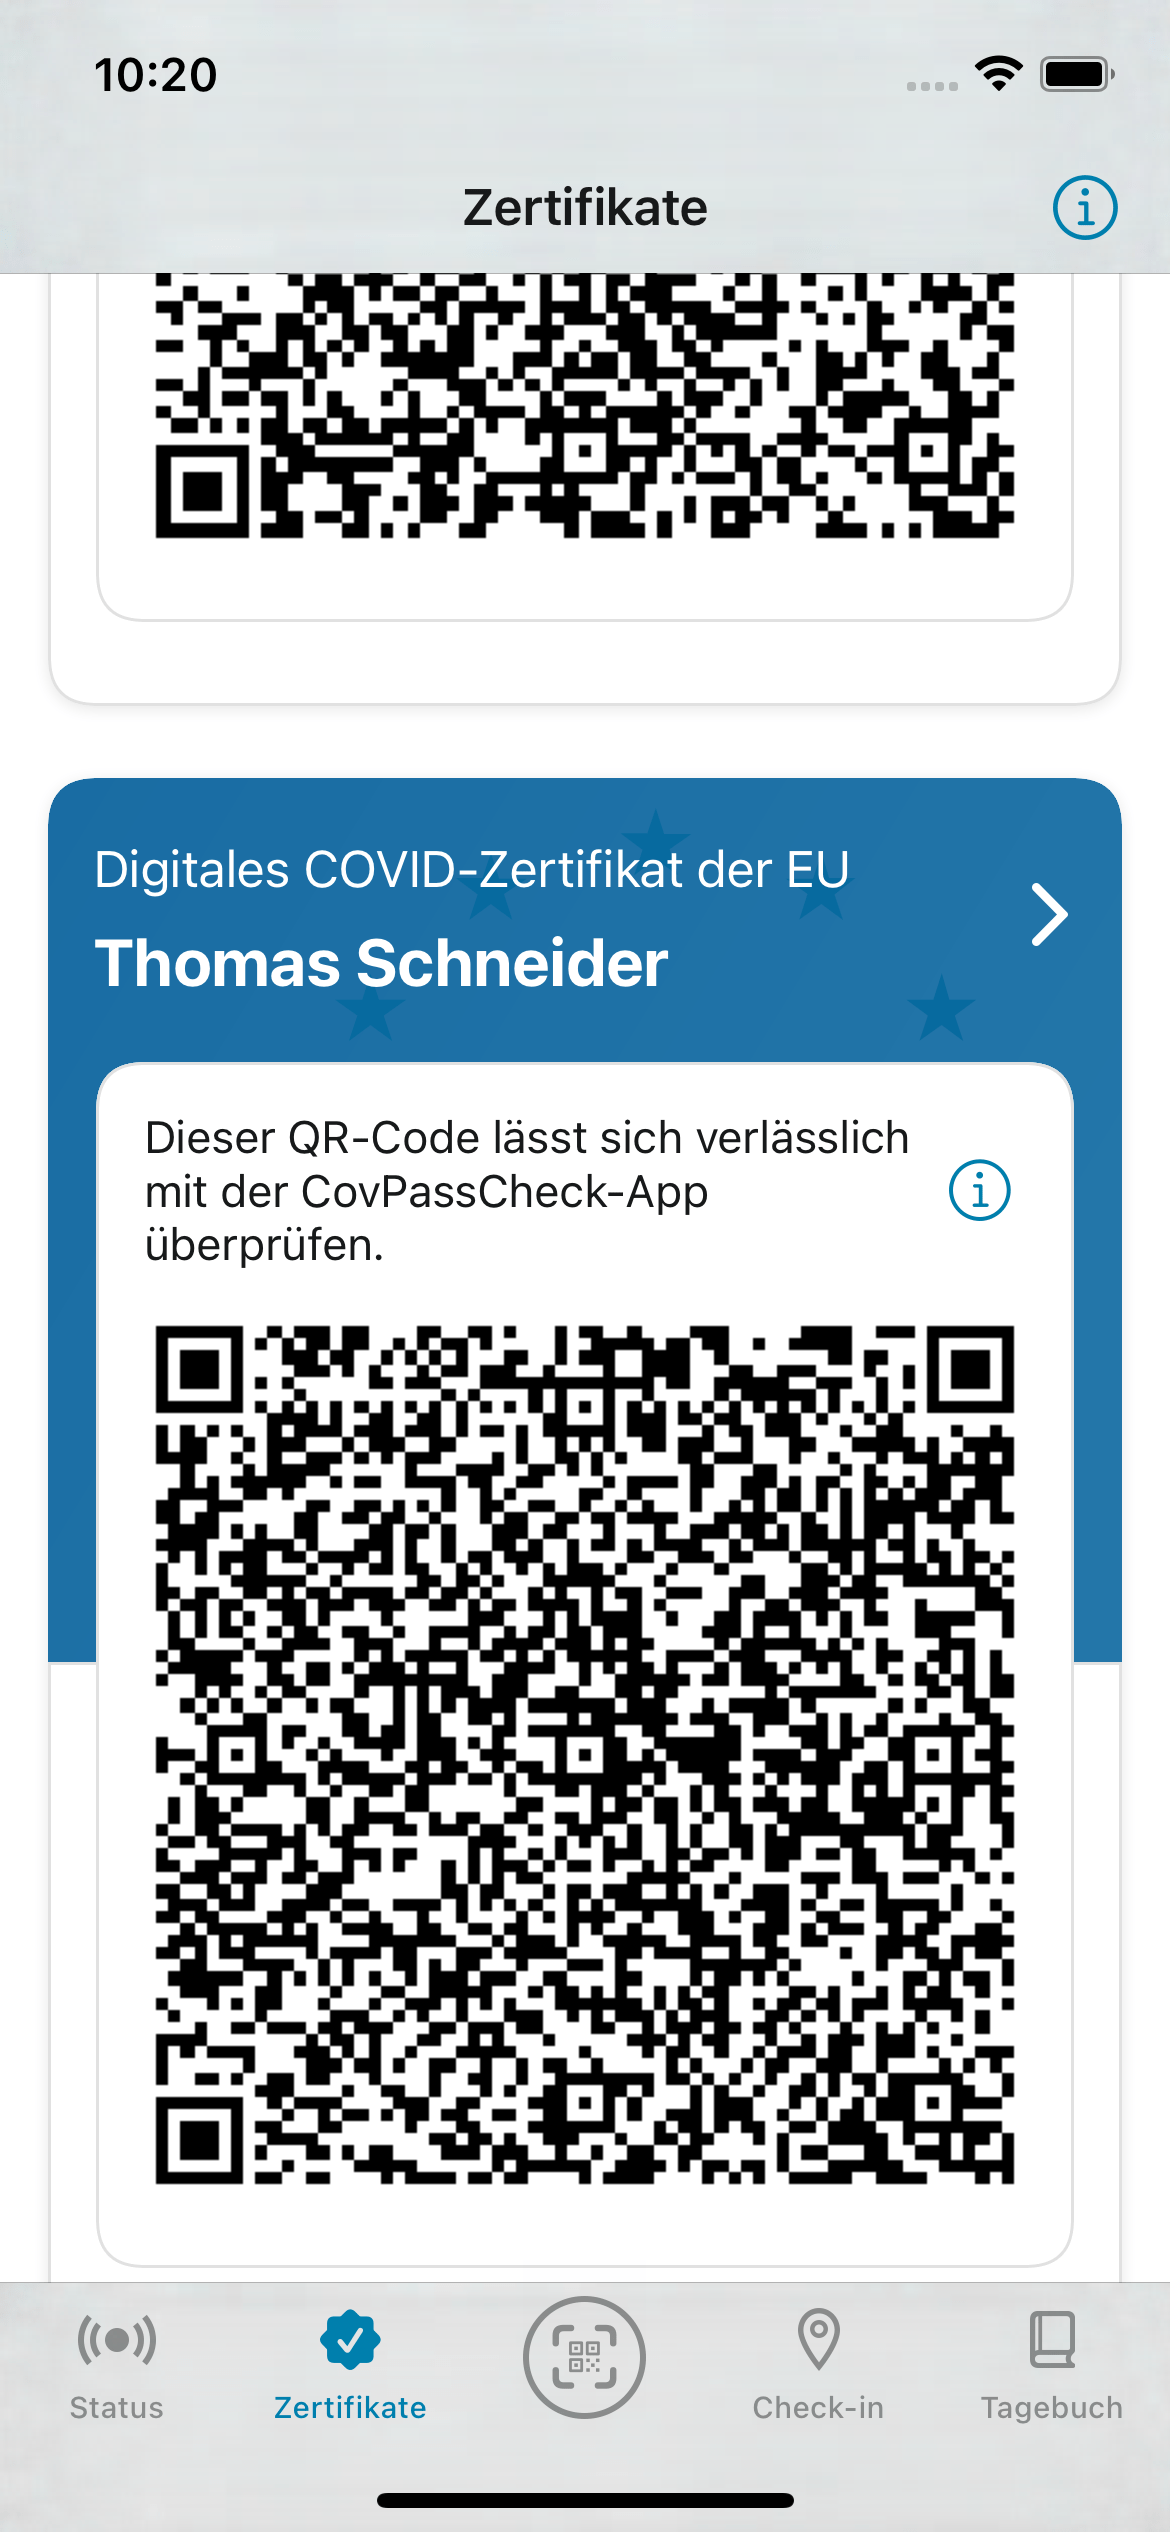 10:20
Zertifikate
Digitales COVID-Zertifikat der EU
Thomas Schneider
Dieser QR-Code lässt sich verlässlich
mit der CovPassCheck-App
überprüfen.
Status
Zertifikate
Check-in
Tagebuch